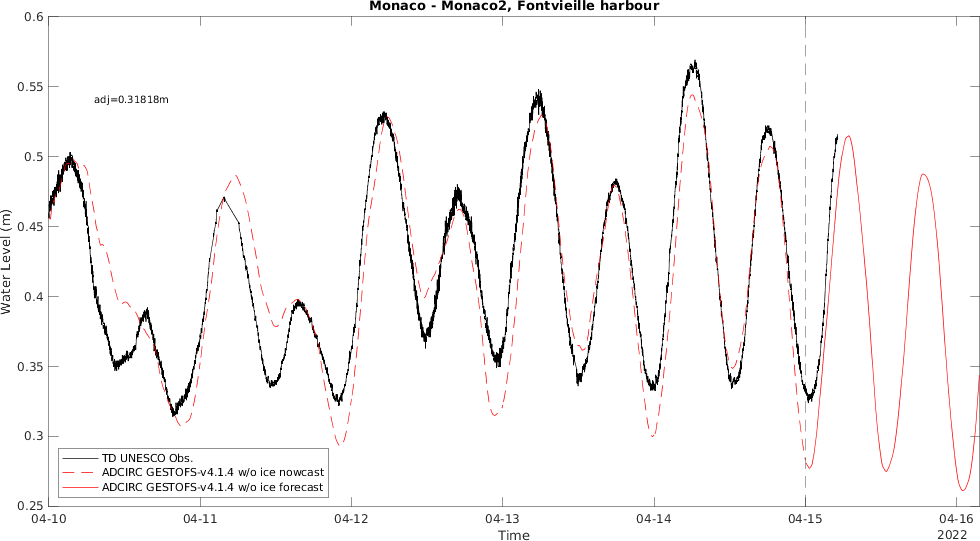 Monaco - Monaco2, Fontvieille harbour
0.6
0.55
adj=0.31818m
0.5
0.45
Water Level (m)
0.4
0.35
0.3
TD UNESCO Obs.
ADCIRC GESTOFS-v4.1.4 w/o ice nowcast
ADCIRC GESTOFS-v4.1.4 w/o ice forecast
0.25
04-10 04-11 04-12 04-13 04-14 04-15 04-16
Time 2022